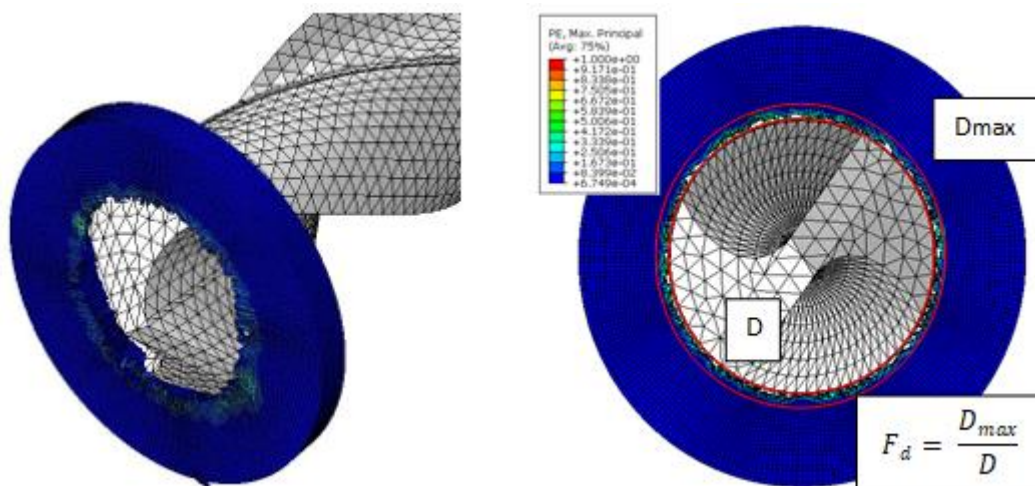 PE, Max. Principal
(Avg: 75%)
+1.000e+00
+9.171e-01
+8.338e-01
+7.505e-01
+6.672e-01
+5.839e-01
+5.006e-01
+4.172e-01
+3.339e-01
+2.506e-01
+1.673e-01
+8.399e-02
+6.749e-04
Dmax
D
F_d = D_max / D